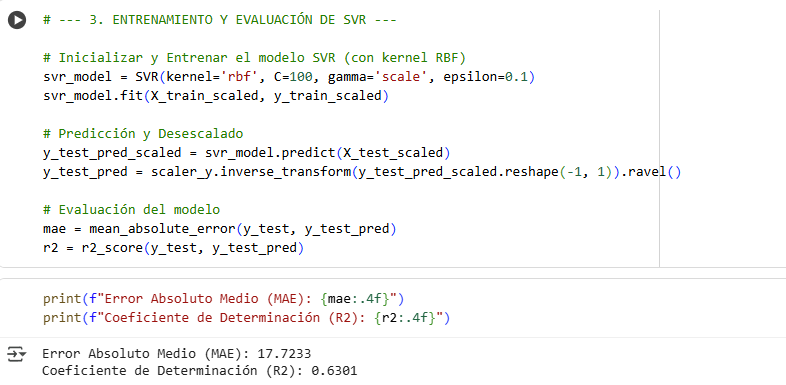 # --- 3. ENTRENAMIENTO Y EVALUACIÓN DE SVR ---
# Inicializar y Entrenar el modelo SVR (con kernel RBF)
svr_model = SVR(kernel='rbf', C=100, gamma='scale', epsilon=0.1)
svr_model.fit(X_train_scaled, y_train_scaled)
# Predicción y Desescalado
y_test_pred_scaled = svr_model.predict(X_test_scaled)
y_test_pred = scaler_y.inverse_transform(y_test_pred_scaled.reshape(-1, 1)).ravel()
# Evaluación del modelo
mae = mean_absolute_error(y_test, y_test_pred)
r2 = r2_score(y_test, y_test_pred)
print(f"Error Absoluto Medio (MAE): {mae:.4f}")
print(f"Coeficiente de Determinación (R2): {r2:.4f}")
Error Absoluto Medio (MAE): 17.7233
Coeficiente de Determinación (R2): 0.6301